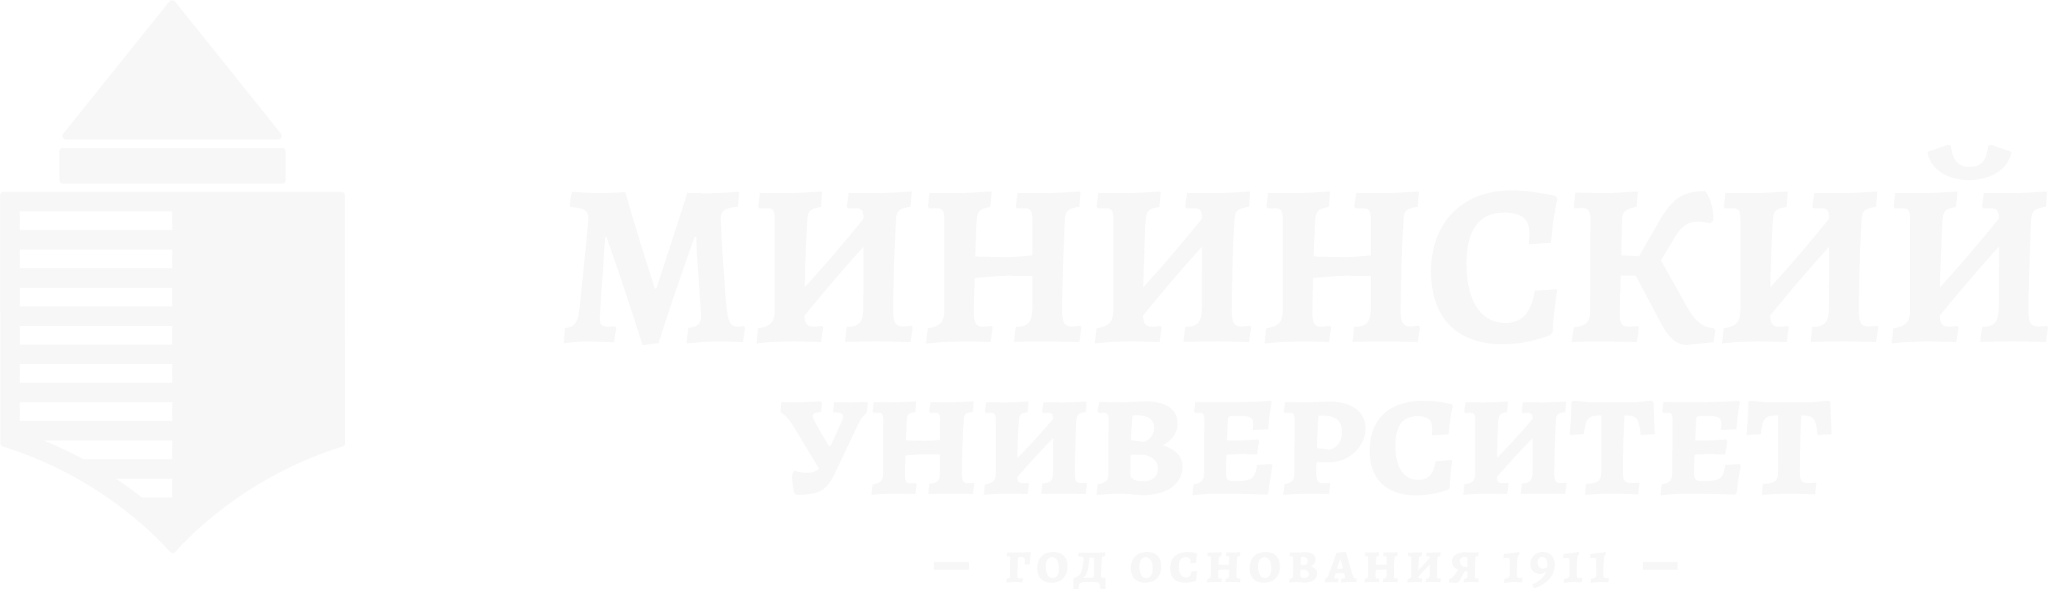 МИНИНСКИЙ
УНИВЕРСИТЕТ
— ГОД ОСНОВАНИЯ 1911 —